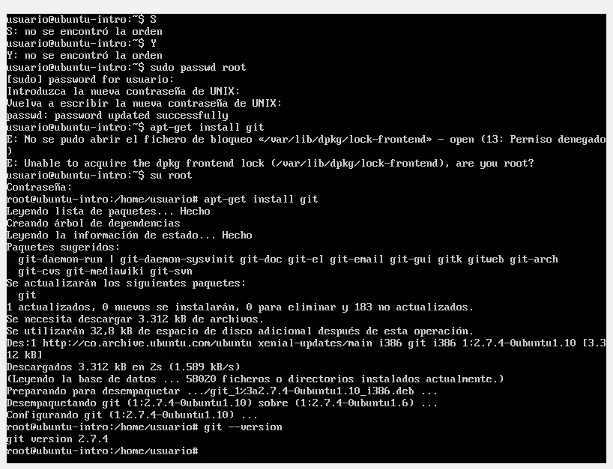 usuario@ubuntu-intro:~$ S
S: no se encontró la orden
usuario@ubuntu-intro:~$ Y
Y: no se encontró la orden
usuario@ubuntu-intro:~$ sudo passwd root
[sudo] password for usuario:
Introduzca la nueva contraseña de UNIX:
Vuelva a escribir la nueva contraseña de UNIX:
passwd: password updated successfully
usuario@ubuntu-intro:~$ apt-get install git
E: No se pudo abrir el fichero de bloqueo «/var/lib/dpkg/lock-frontend» - open (13: Permiso denegado
)
E: Unable to acquire the dpkg frontend lock (/var/lib/dpkg/lock-frontend), are you root?
usuario@ubuntu-intro:~$ su root
Contraseña:
root@ubuntu-intro:/home/usuario# apt-get install git
Leyendo lista de paquetes... Hecho
Creando árbol de dependencias
Leyendo la información de estado... Hecho
Paquetes sugeridos:
  git-daemon-run | git-daemon-sysvinit git-doc git-el git-email git-gui gitk gitweb git-arch
  git-cvs git-mediawiki git-svn
Se actualizarán los siguientes paquetes:
  git
1 actualizados, 0 nuevos se instalarán, 0 para eliminar y 183 no actualizados.
Se necesita descargar 3.312 kB de archivos.
Se utilizarán 32,8 kB de espacio de disco adicional después de esta operación.
Des:1 http://co.archive.ubuntu.com/ubuntu xenial-updates/main i386 git i386 1:2.7.4-0ubuntu1.10 [3.3
12 kB]
Descargados 3.312 kB en 2s (1.589 kB/s)
(Leyendo la base de datos ... 58020 ficheros o directorios instalados actualmente.)
Preparando para desempaquetar .../git_1%3a2.7.4-0ubuntu1.10_i386.deb ...
Desempaquetando git (1:2.7.4-0ubuntu1.10) sobre (1:2.7.4-0ubuntu1.6) ...
Configurando git (1:2.7.4-0ubuntu1.10) ...
root@ubuntu-intro:/home/usuario# git --version
git version 2.7.4
root@ubuntu-intro:/home/usuario#